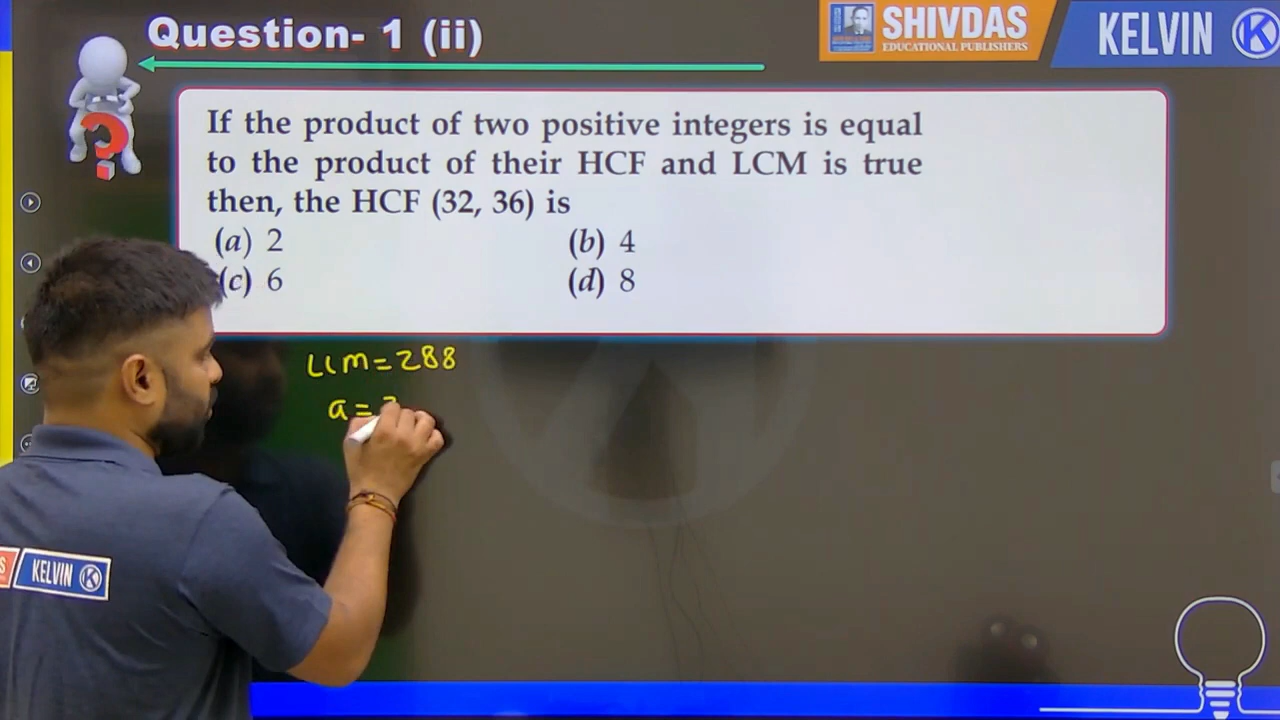 Question- 1 (ii)
SHIVDAS
EDUCATIONAL PUBLISHERS
KELVIN K
If the product of two positive integers is equal
to the product of their HCF and LCM is true
then, the HCF (32, 36) is
(a) 2 (b) 4
(c) 6 (d) 8
LCM=288
a=
KELVIN K